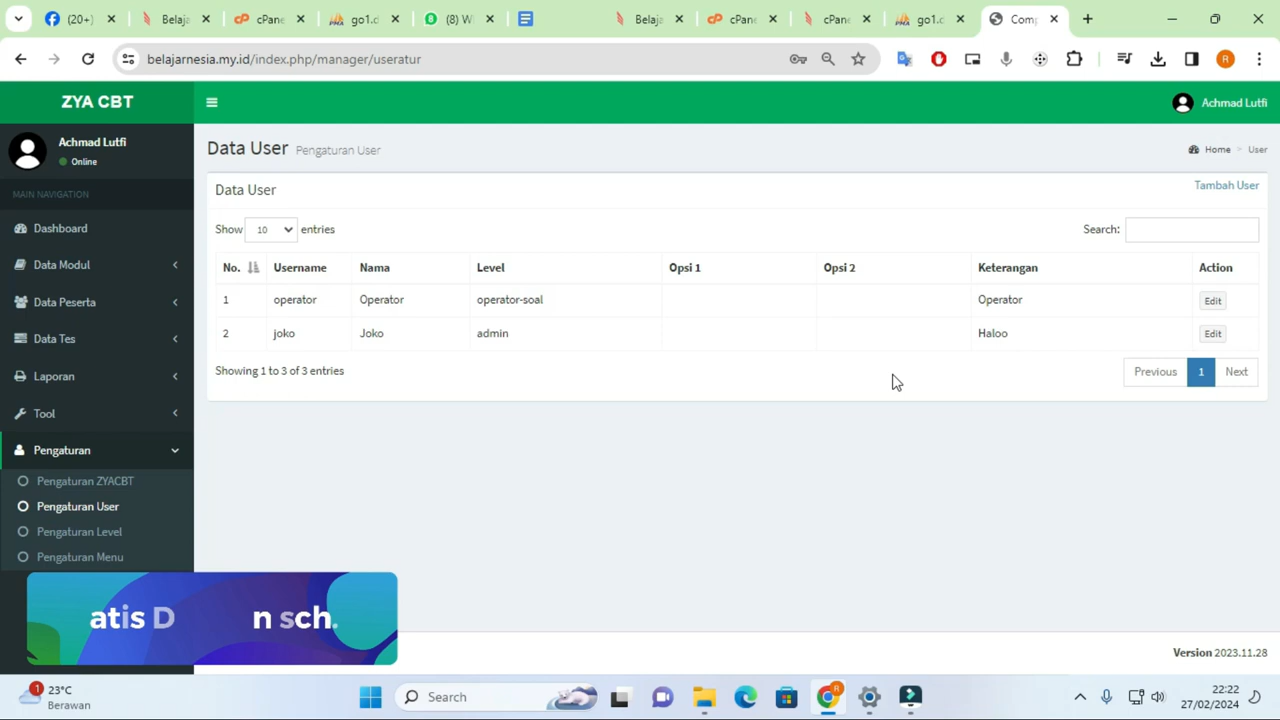 (20+) Belaja cPane go1.d (8) W Belaja cPane cPane go1.d Comp
belajarnesia.my.id/index.php/manager/useratur
ZYA CBT
Achmad Lutfi
Achmad Lutfi
Online
MAIN NAVIGATION
Dashboard
Data Modul
Data Peserta
Data Tes
Laporan
Tool
Pengaturan
Pengaturan ZYACBT
Pengaturan User
Pengaturan Level
Pengaturan Menu
Data User Pengaturan User
Home > User
Data User
Tambah User
Show 10 entries
Search:
No. Username Nama Level Opsi 1 Opsi 2 Keterangan Action
1 operator Operator operator-soal Operator Edit
2 joko Joko admin Haloo Edit
Showing 1 to 3 of 3 entries
Previous 1 Next
atis D n sch.
Version 2023.11.28
1 23°C
Berawan
Search
22:22
27/02/2024